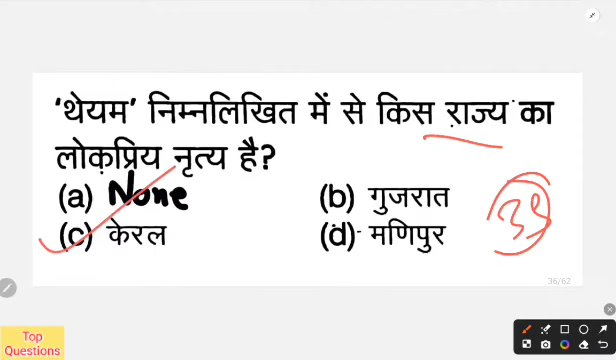 ‘थेयम’ निम्नलिखित में से किस राज्य का
लोकप्रिय नृत्य है?
(a) None (b) गुजरात
(c) केरल (d) मणिपुर
36/62
Top
Questions